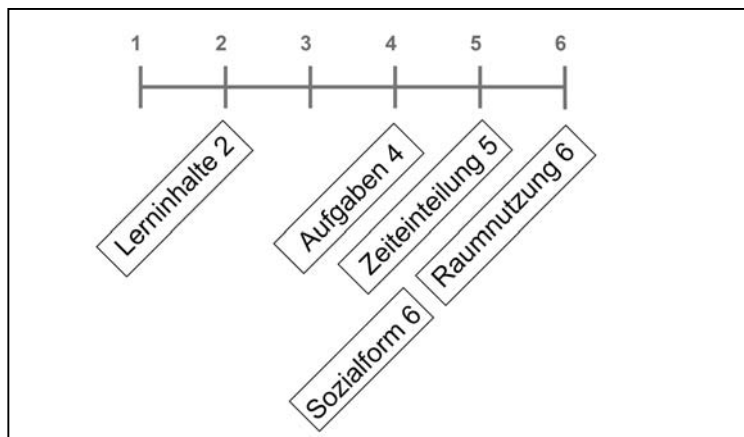 1 2 3 4 5 6
Lerninhalte 2
Aufgaben 4
Zeiteinteilung 5
Raumnutzung 6
Sozialform 6